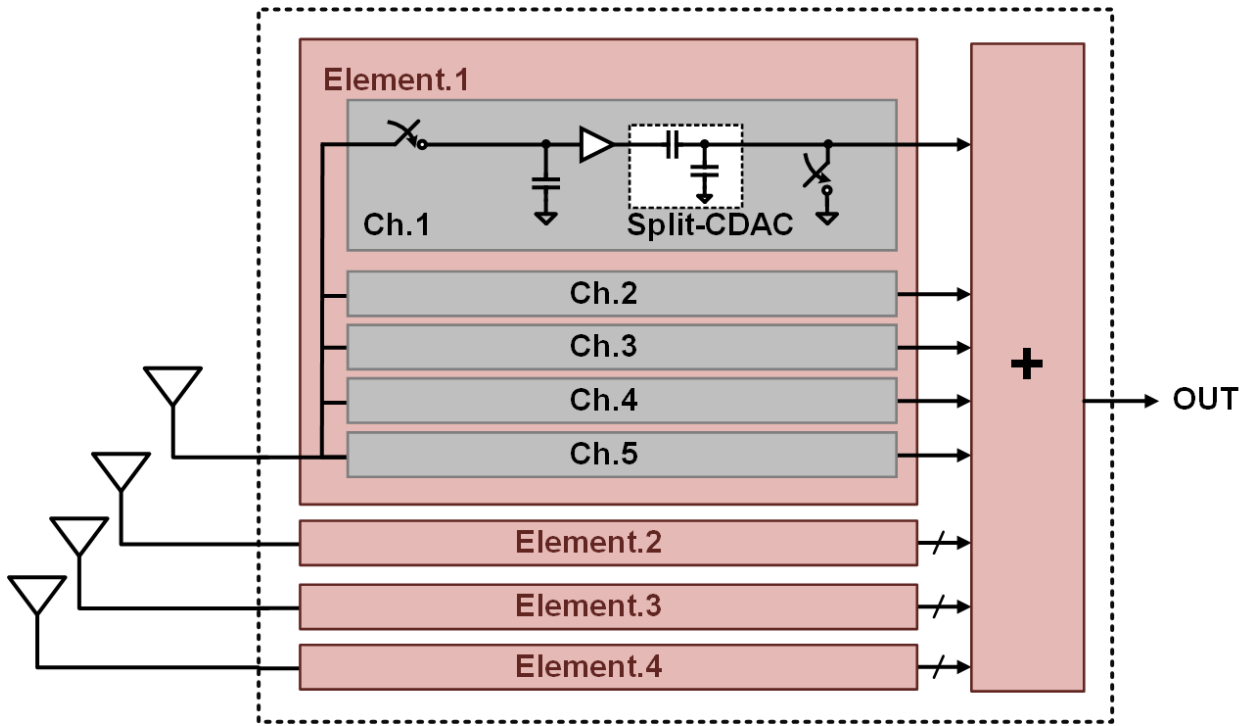 Element.1
Ch.1
Split-CDAC
Ch.2
Ch.3
Ch.4
Ch.5
+
OUT
Element.2
Element.3
Element.4